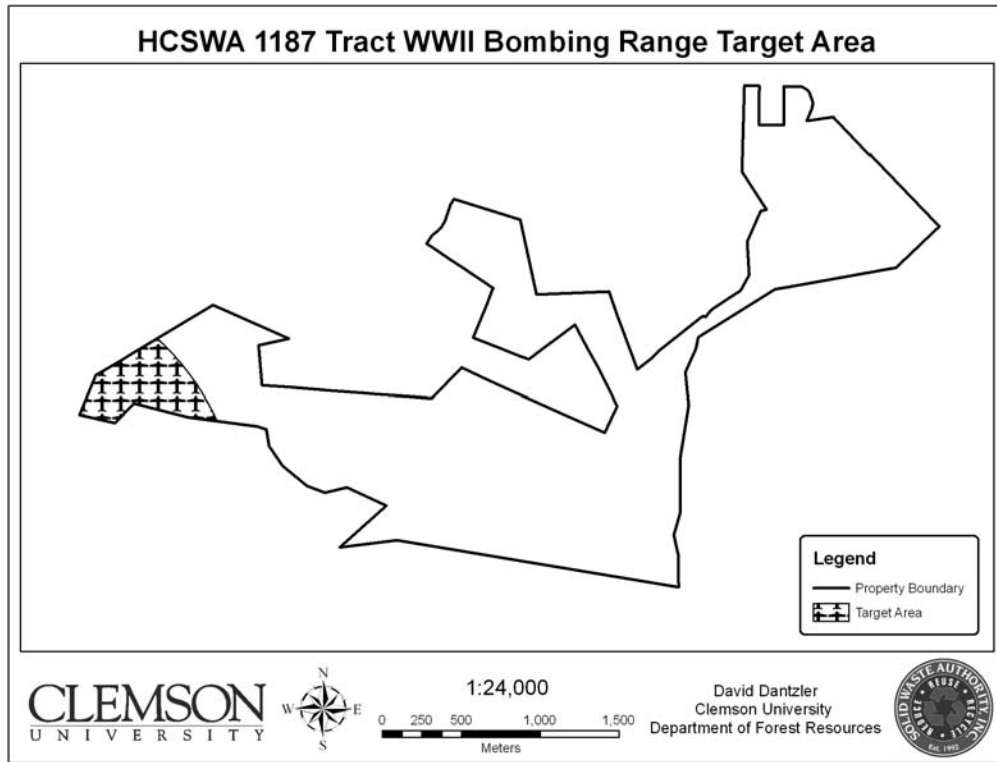 HCSWA 1187 Tract WWII Bombing Range Target Area
Legend
Property Boundary
Target Area
CLEMSON
UNIVERSITY
N
W E
S
1:24,000
0 250 500 1,000 1,500
Meters
David Dantzler
Clemson University
Department of Forest Resources
SOLID WASTE AUTHORITY, INC.
REDUCE REUSE RECYCLE
Est. 1992